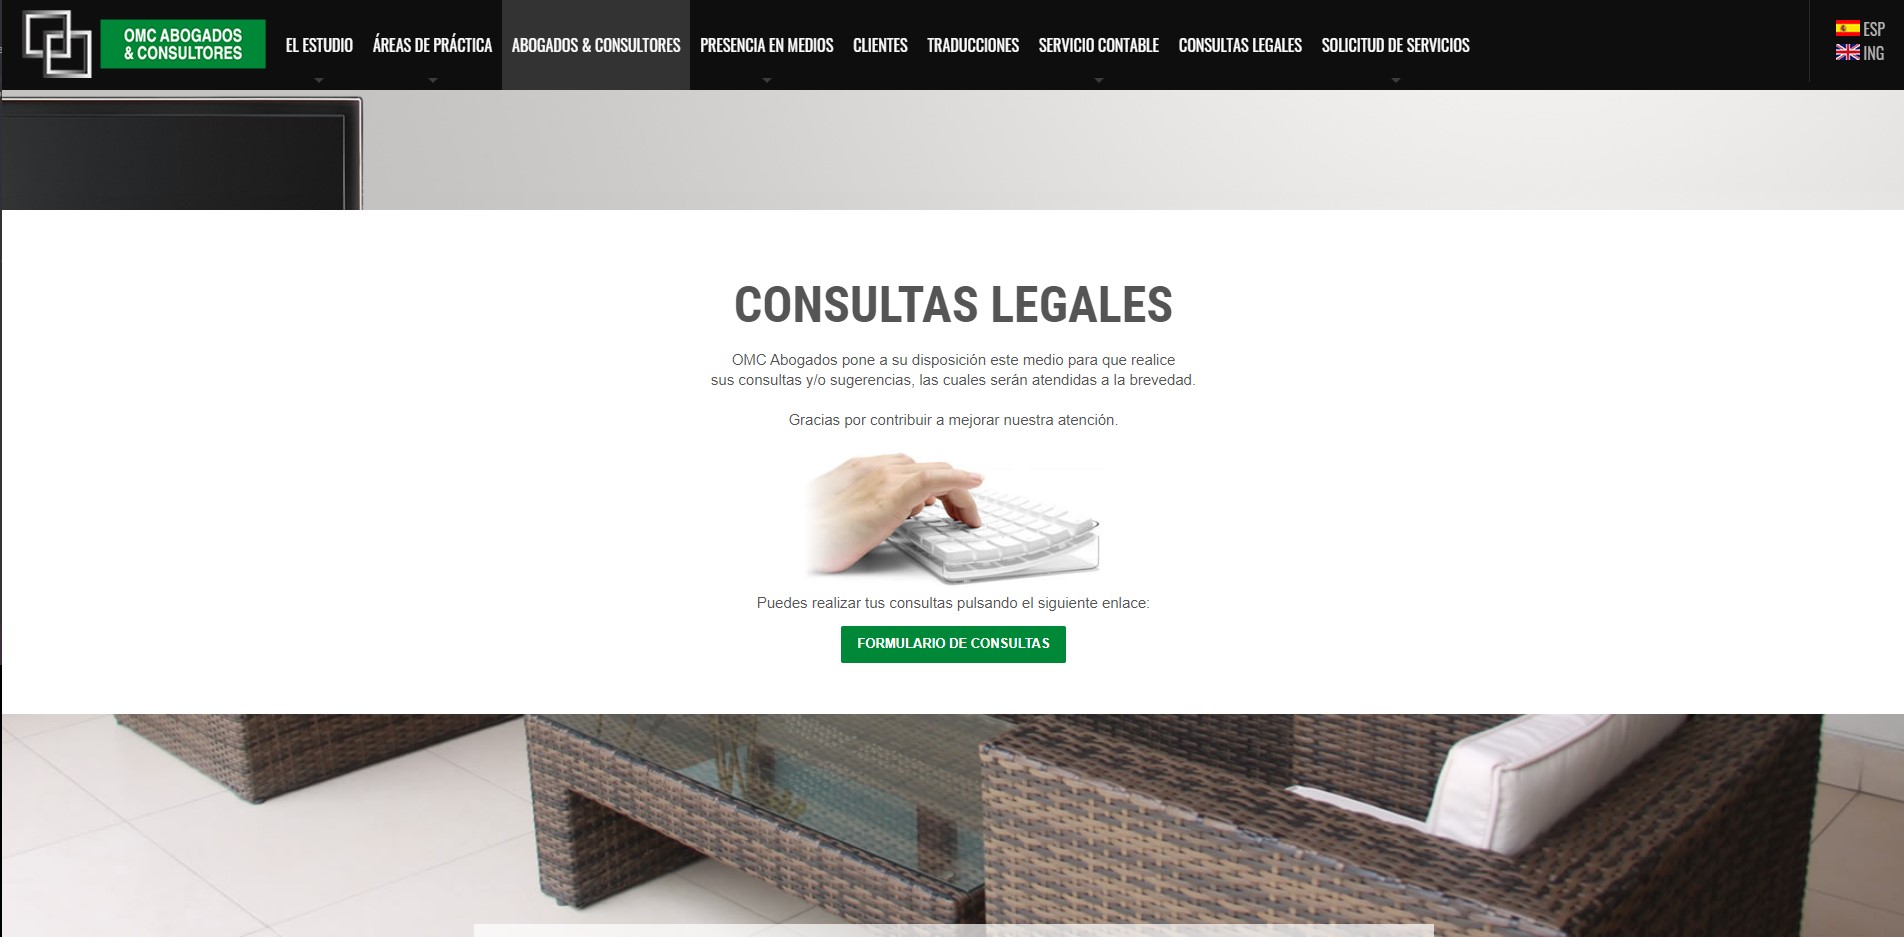 OMC ABOGADOS
& CONSULTORES
EL ESTUDIO
ÁREAS DE PRÁCTICA
ABOGADOS & CONSULTORES
PRESENCIA EN MEDIOS
CLIENTES
TRADUCCIONES
SERVICIO CONTABLE
CONSULTAS LEGALES
SOLICITUD DE SERVICIOS
ESP
ING
CONSULTAS LEGALES
OMC Abogados pone a su disposición este medio para que realice
sus consultas y/o sugerencias, las cuales serán atendidas a la brevedad.
Gracias por contribuir a mejorar nuestra atención.
Puedes realizar tus consultas pulsando el siguiente enlace:
FORMULARIO DE CONSULTAS